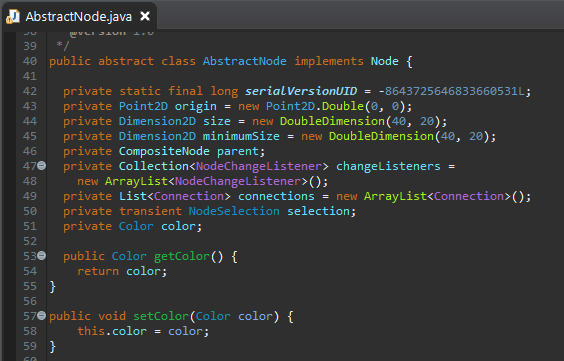 AbstractNode.java
39 */
40 public abstract class AbstractNode implements Node {
41
42 private static final long serialVersionUID = -8643725646833660531L;
43 private Point2D origin = new Point2D.Double(0, 0);
44 private Dimension2D size = new DoubleDimension(40, 20);
45 private Dimension2D minimumSize = new DoubleDimension(40, 20);
46 private CompositeNode parent;
47 private Collection<NodeChangeListener> changeListeners =
48 new ArrayList<NodeChangeListener>();
49 private List<Connection> connections = new ArrayList<Connection>();
50 private transient NodeSelection selection;
51 private Color color;
52
53 public Color getColor() {
54 return color;
55 }
56
57 public void setColor(Color color) {
58 this.color = color;
59 }